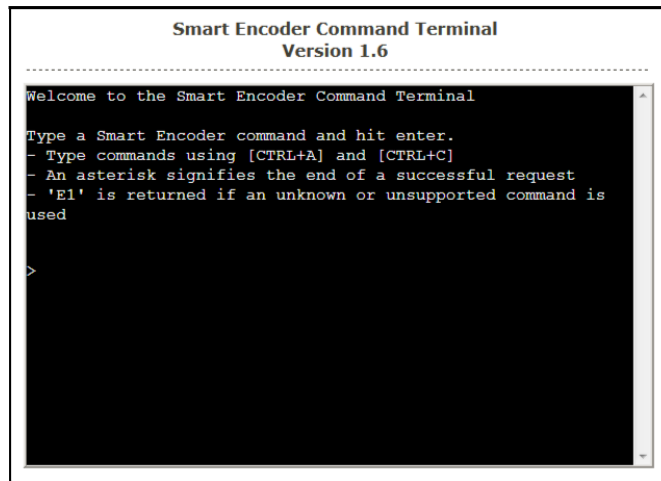 Smart Encoder Command Terminal
Version 1.6
Welcome to the Smart Encoder Command Terminal
Type a Smart Encoder command and hit enter.
- Type commands using [CTRL+A] and [CTRL+C]
- An asterisk signifies the end of a successful request
- 'E1' is returned if an unknown or unsupported command is
used
>